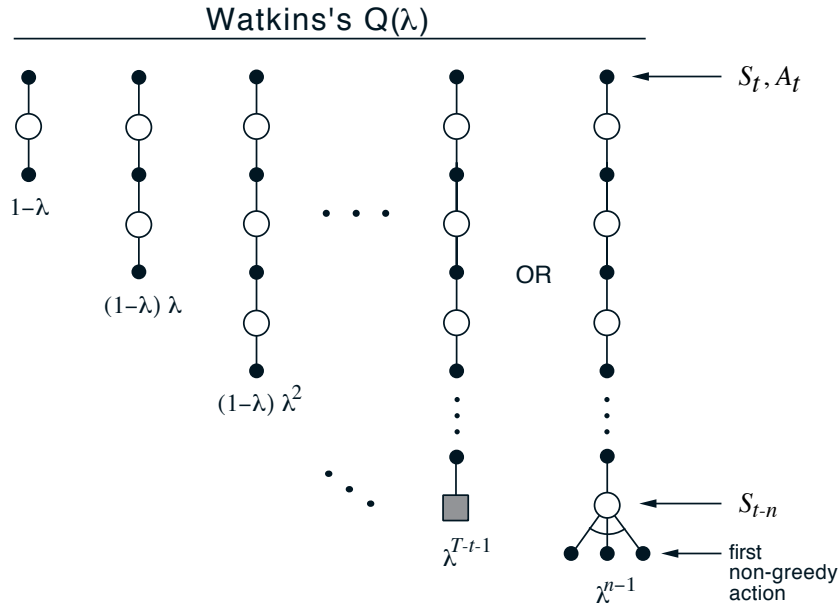 Watkins's Q(λ)
S_t, A_t
1−λ
OR
(1−λ) λ
(1−λ) λ^2
S_{t-n}
λ^{T-t-1}
first
non-greedy
action
λ^{n-1}